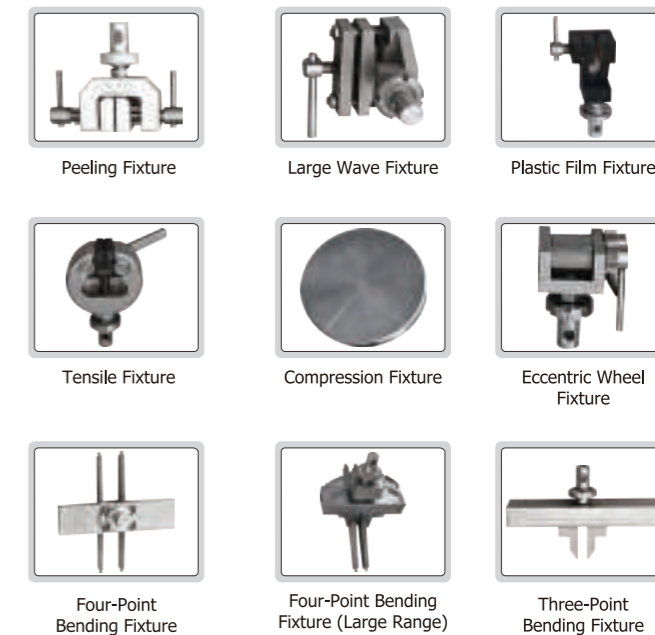 Peeling Fixture
Large Wave Fixture
Plastic Film Fixture
Tensile Fixture
Compression Fixture
Eccentric Wheel
Fixture
Four-Point
Bending Fixture
Four-Point Bending
Fixture (Large Range)
Three-Point
Bending Fixture